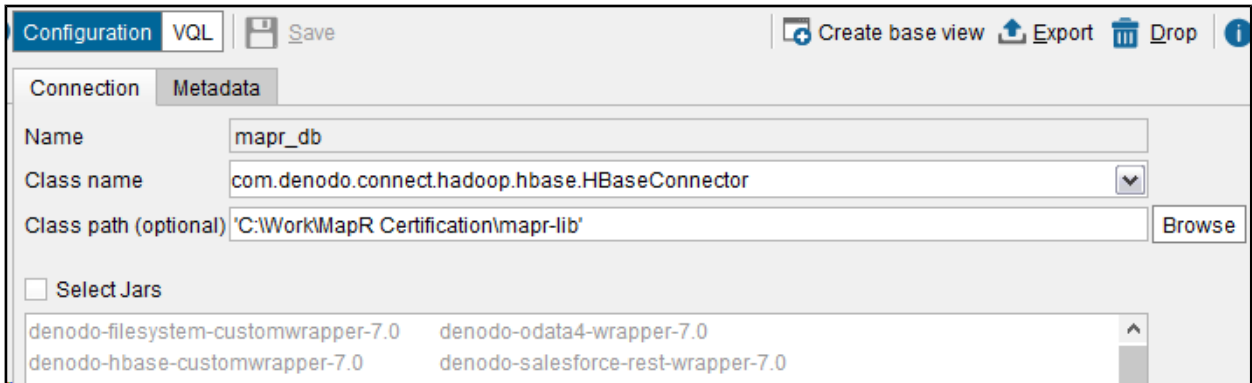 Configuration VQL Save Create base view Export Drop
Connection Metadata
Name mapr_db
Class name com.denodo.connect.hadoop.hbase.HBaseConnector
Class path (optional) 'C:\Work\MapR Certification\mapr-lib' Browse
Select Jars
denodo-filesystem-customwrapper-7.0 denodo-odata4-wrapper-7.0
denodo-hbase-customwrapper-7.0 denodo-salesforce-rest-wrapper-7.0